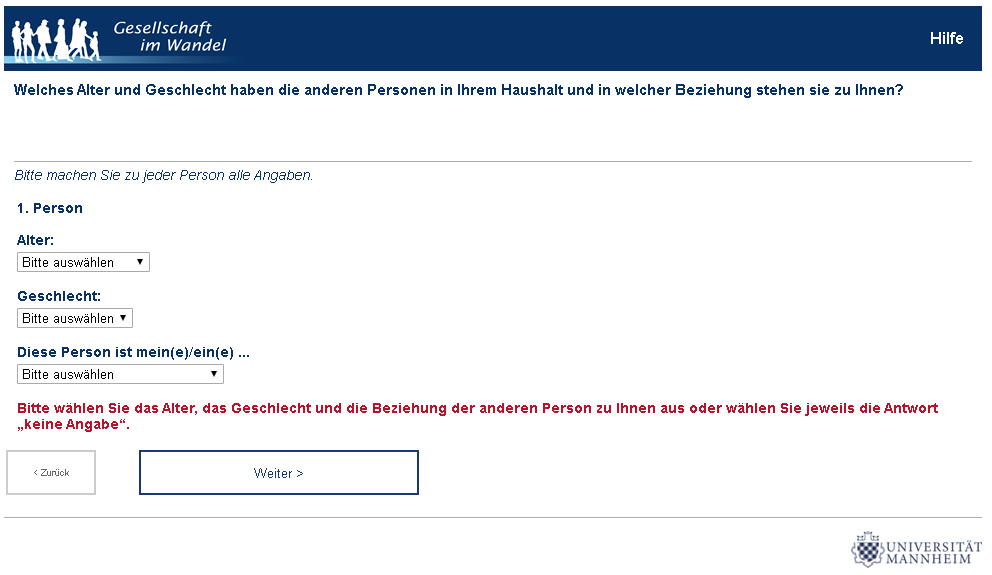 Gesellschaft
im Wandel
Hilfe
Welches Alter und Geschlecht haben die anderen Personen in Ihrem Haushalt und in welcher Beziehung stehen sie zu Ihnen?
Bitte machen Sie zu jeder Person alle Angaben.
1. Person
Alter:
Bitte auswählen
Geschlecht:
Bitte auswählen
Diese Person ist mein(e)/ein(e) ...
Bitte auswählen
Bitte wählen Sie das Alter, das Geschlecht und die Beziehung der anderen Person zu Ihnen aus oder wählen Sie jeweils die Antwort
„keine Angabe“.
< Zurück
Weiter >
UNIVERSITÄT
MANNHEIM